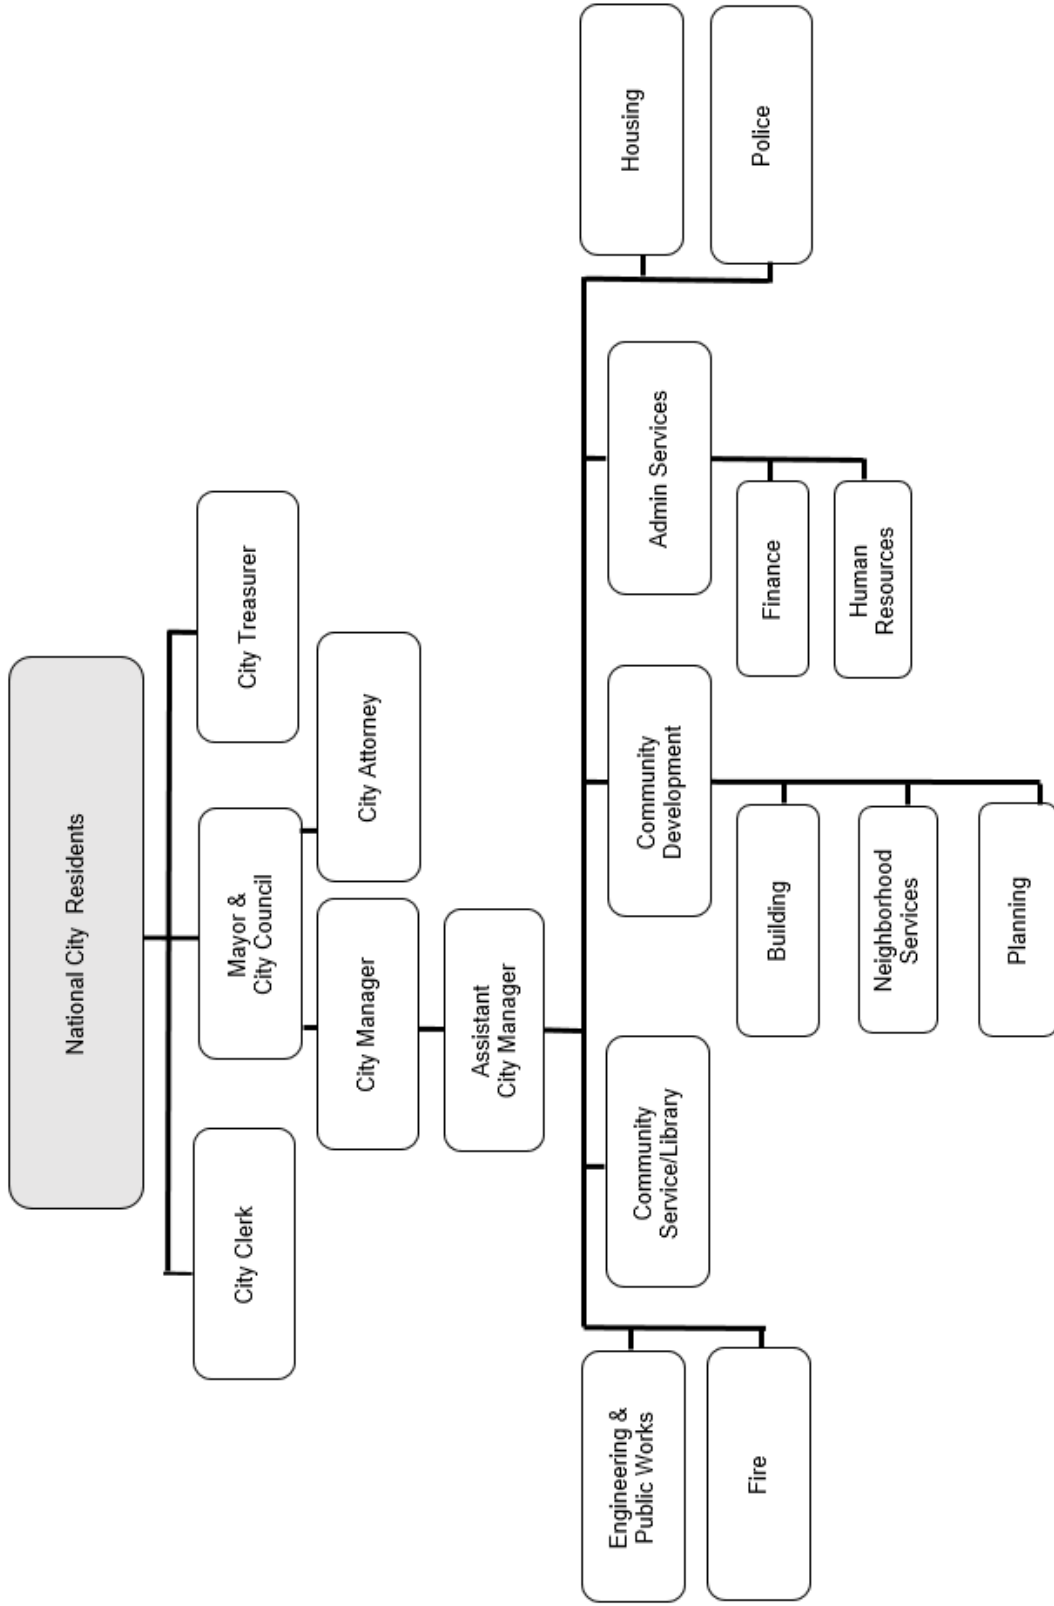 National City Residents
City Clerk
Mayor &
City Council
City Treasurer
City Manager
City Attorney
Assistant
City Manager
Engineering &
Public Works
Fire
Community
Service/Library
Community
Development
Building
Neighborhood
Services
Planning
Admin Services
Finance
Human
Resources
Housing
Police